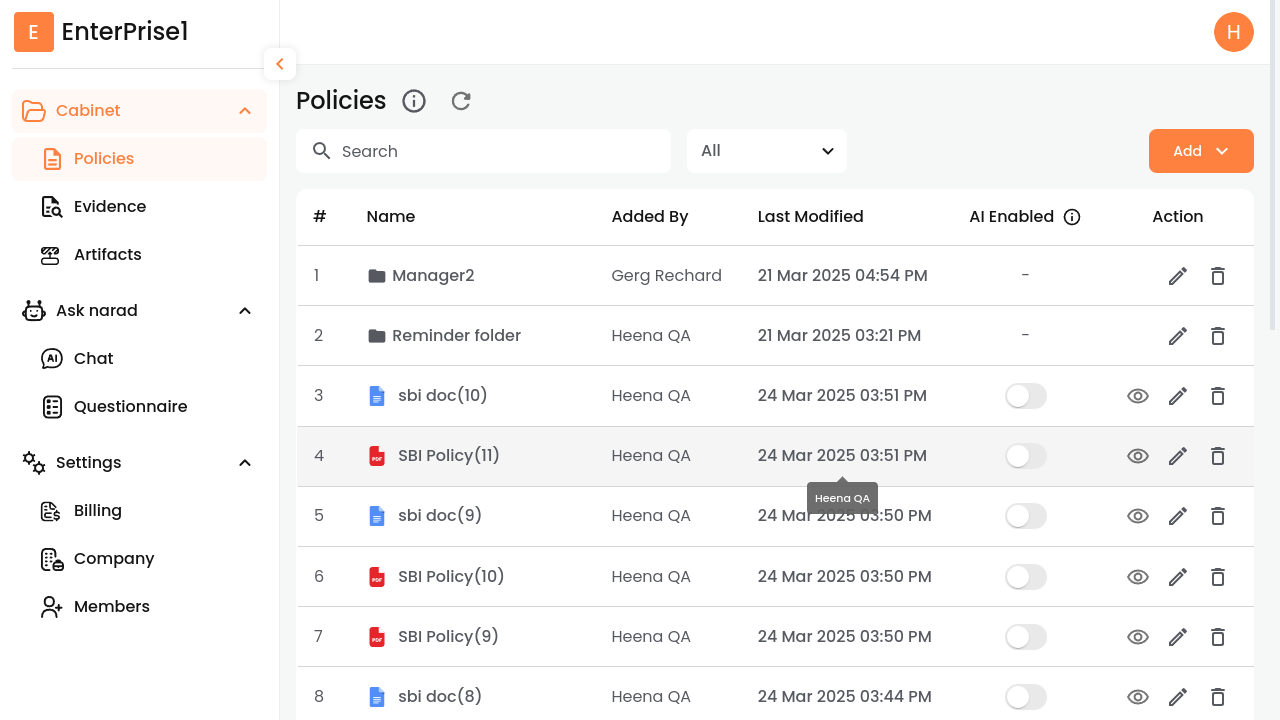 E EnterPrise1
H
Cabinet
Policies
Evidence
Artifacts
Ask narad
AI Chat
Questionnaire
Settings
Billing
Company
Members
Policies
Search
All
Add
# Name Added By Last Modified AI Enabled Action
1 Manager2 Gerg Rechard 21 Mar 2025 04:54 PM -
2 Reminder folder Heena QA 21 Mar 2025 03:21 PM -
3 sbi doc(10) Heena QA 24 Mar 2025 03:51 PM
4 PDF SBI Policy(11) Heena QA 24 Mar 2025 03:51 PM
Heena QA
5 sbi doc(9) Heena QA 24 Mar 2025 03:50 PM
6 PDF SBI Policy(10) Heena QA 24 Mar 2025 03:50 PM
7 PDF SBI Policy(9) Heena QA 24 Mar 2025 03:50 PM
8 sbi doc(8) Heena QA 24 Mar 2025 03:44 PM